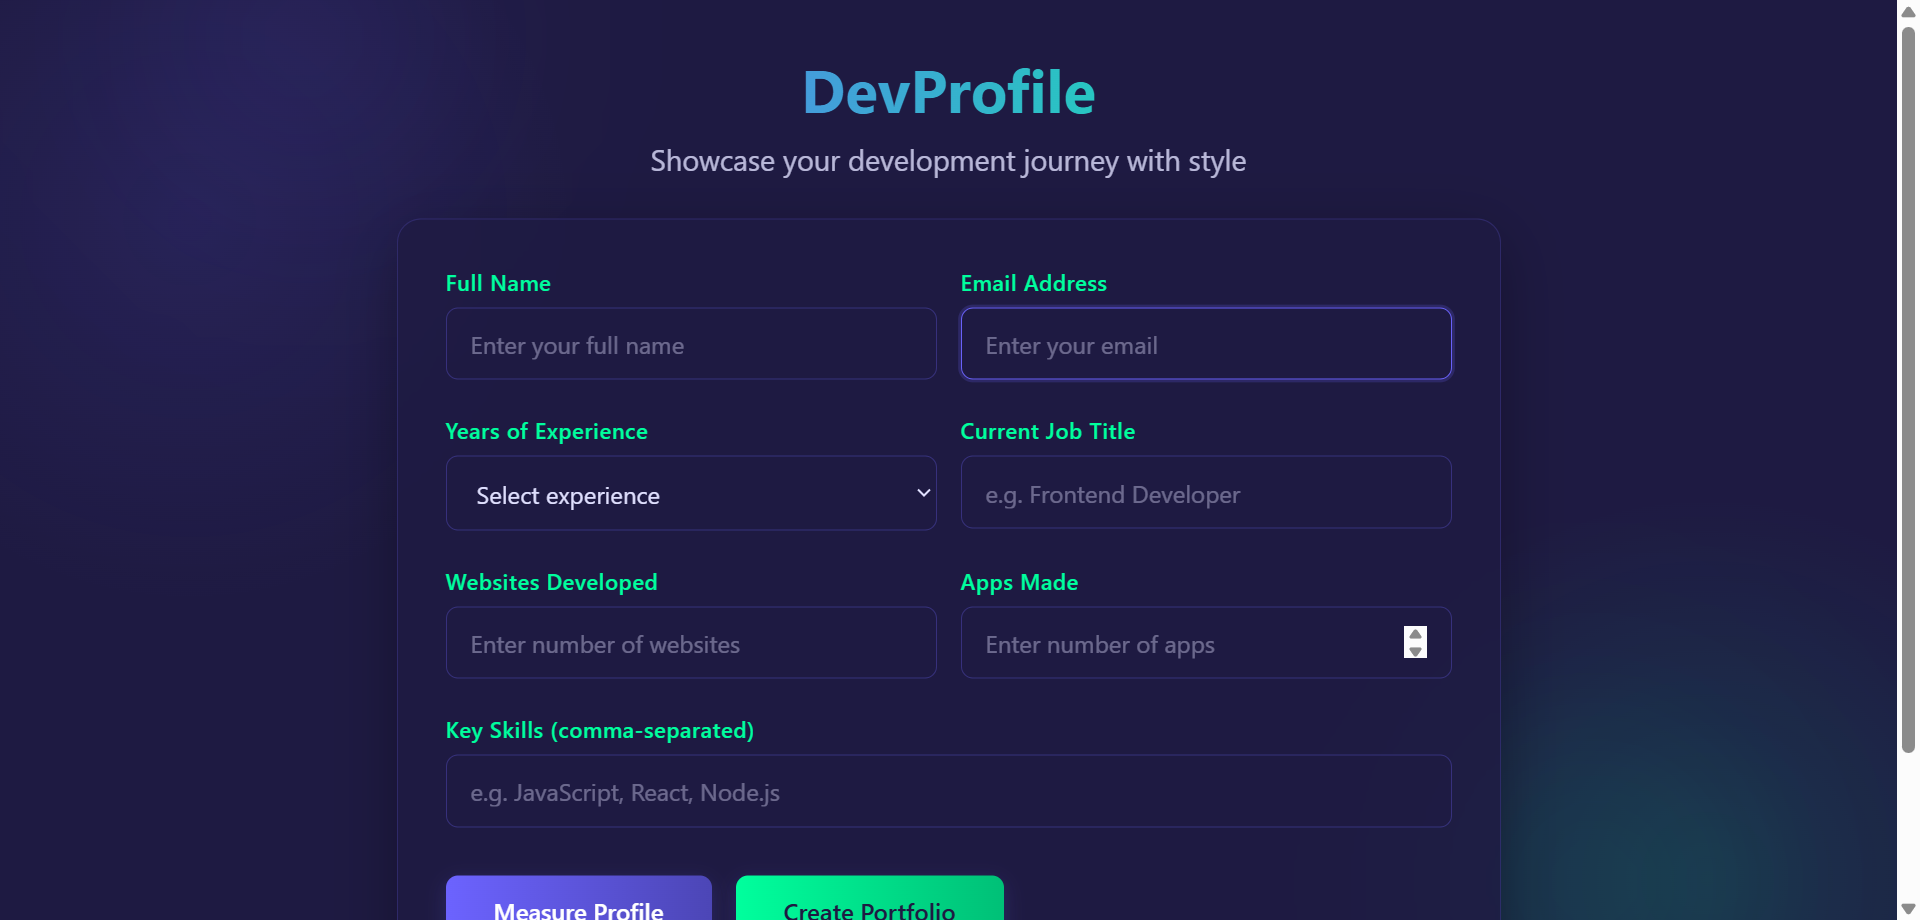 DevProfile
Showcase your development journey with style
Full Name
Email Address
Enter your full name
Enter your email
Years of Experience
Current Job Title
Select experience
e.g. Frontend Developer
Websites Developed
Apps Made
Enter number of websites
Enter number of apps
Key Skills (comma-separated)
e.g. JavaScript, React, Node.js
Measure Profile
Create Portfolio